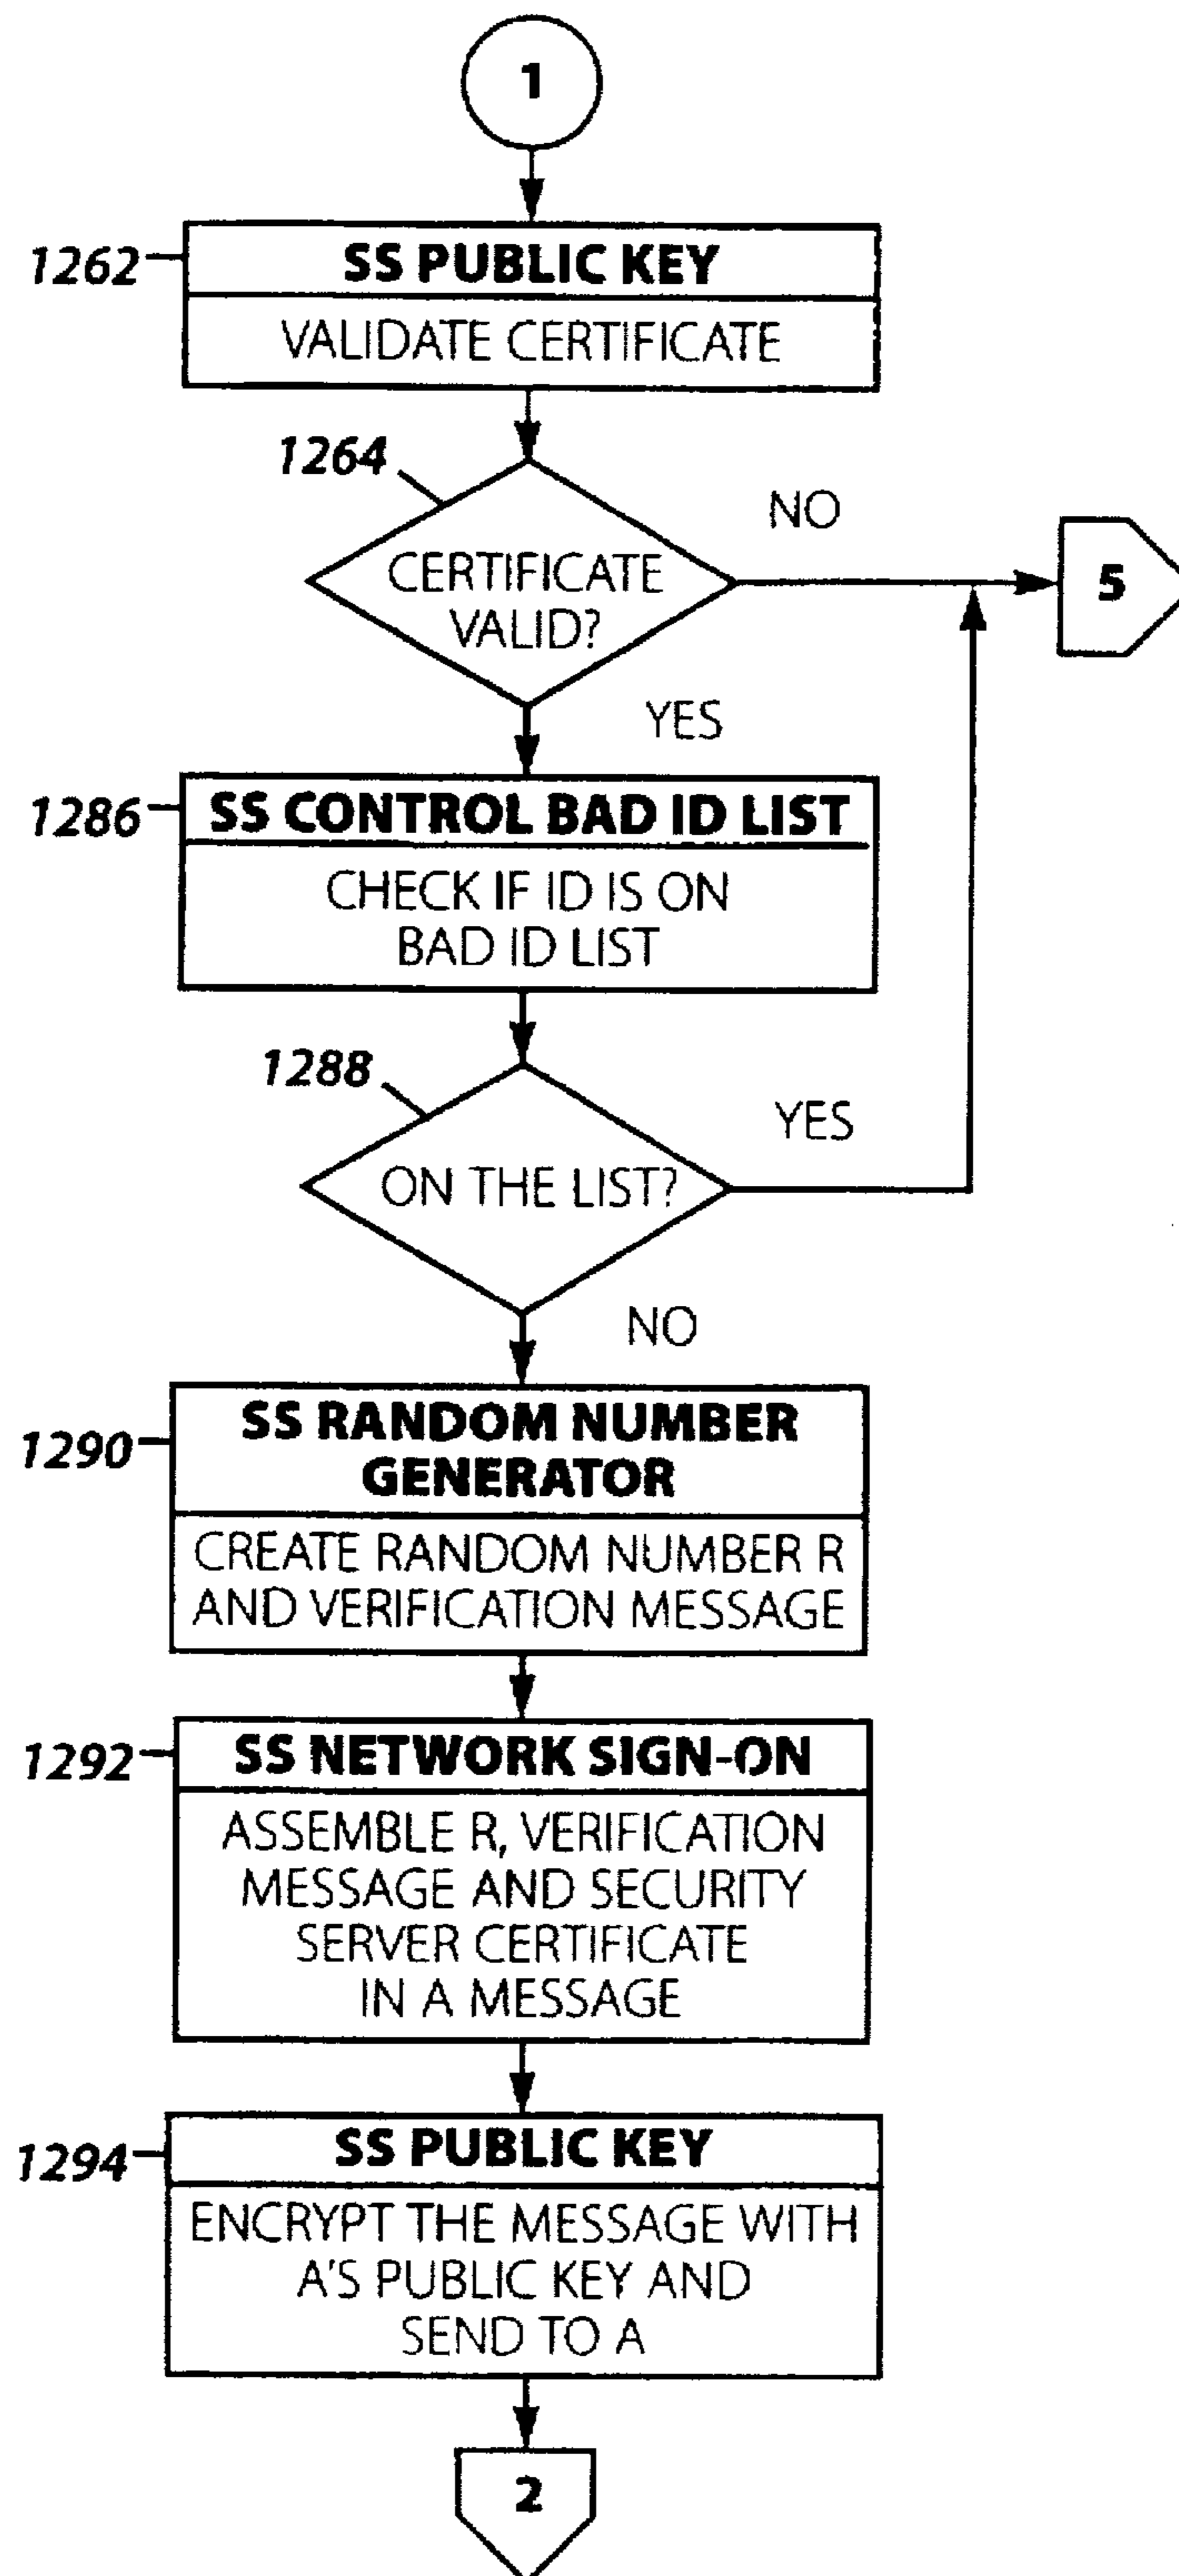 1
1262
SS PUBLIC KEY
VALIDATE CERTIFICATE
1264
CERTIFICATE
VALID?
NO
5
YES
1286
SS CONTROL BAD ID LIST
CHECK IF ID IS ON
BAD ID LIST
1288
ON THE LIST?
YES
NO
1290
SS RANDOM NUMBER
GENERATOR
CREATE RANDOM NUMBER R
AND VERIFICATION MESSAGE
1292
SS NETWORK SIGN-ON
ASSEMBLE R, VERIFICATION
MESSAGE AND SECURITY
SERVER CERTIFICATE
IN A MESSAGE
1294
SS PUBLIC KEY
ENCRYPT THE MESSAGE WITH
A'S PUBLIC KEY AND
SEND TO A
2